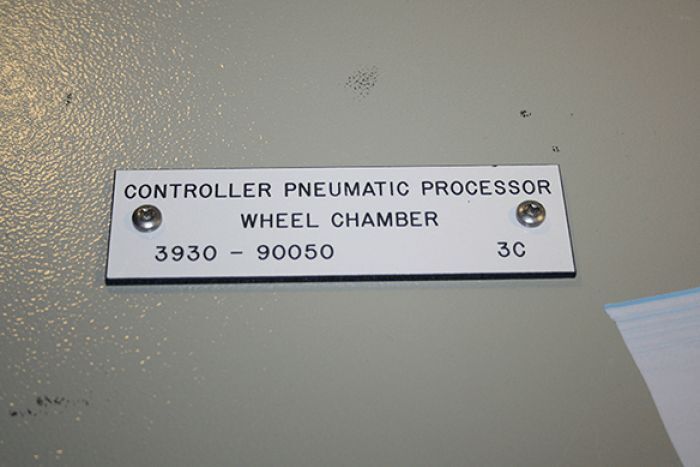 CONTROLLER PNEUMATIC PROCESSOR
WHEEL CHAMBER
3930 - 90050 3C